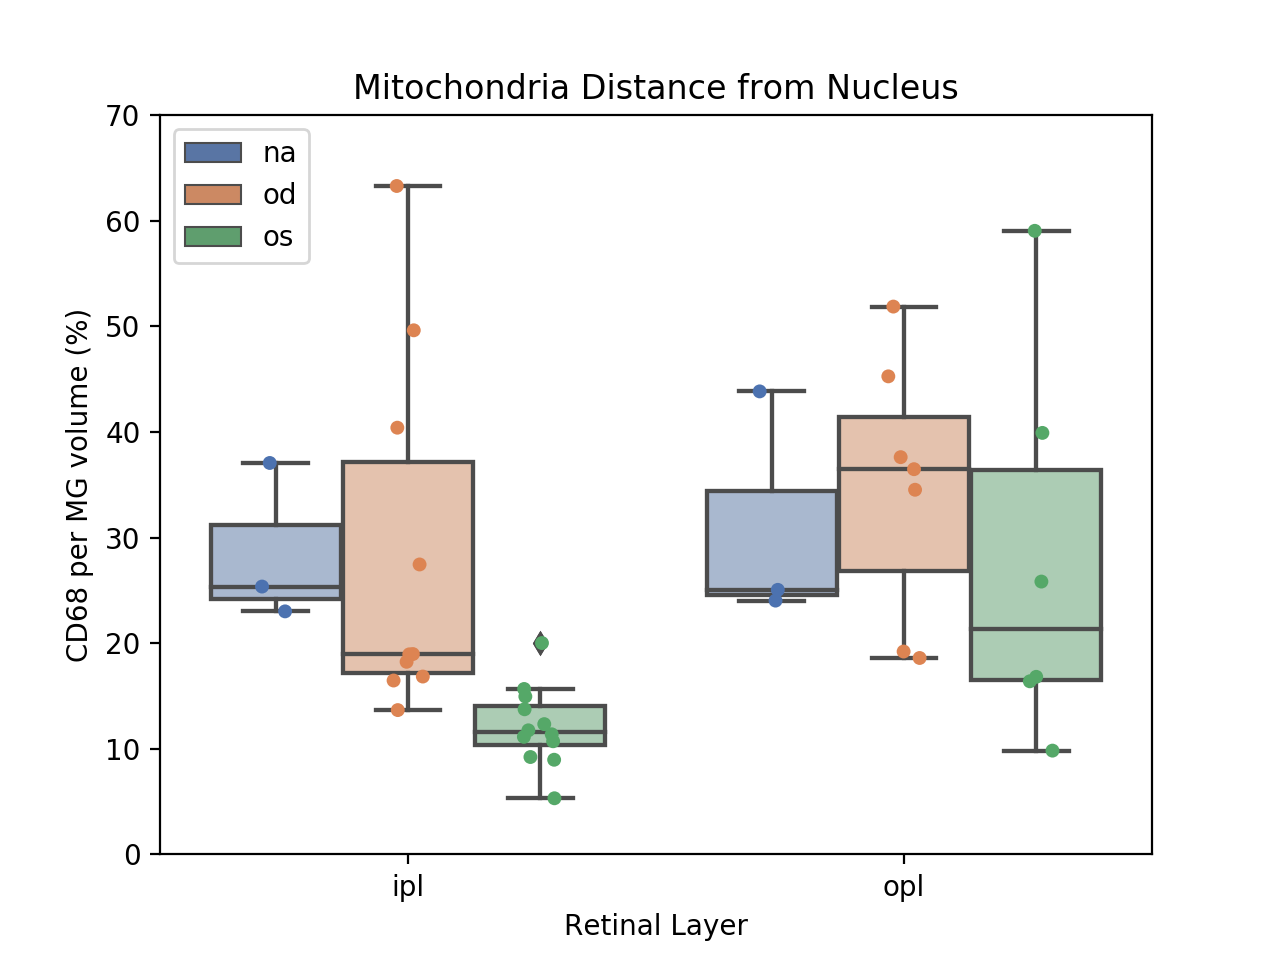 Mitochondria Distance from Nucleus
70
60
50
40
30
20
10
0
CD68 per MG volume (%)
na
od
os
ipl
opl
Retinal Layer